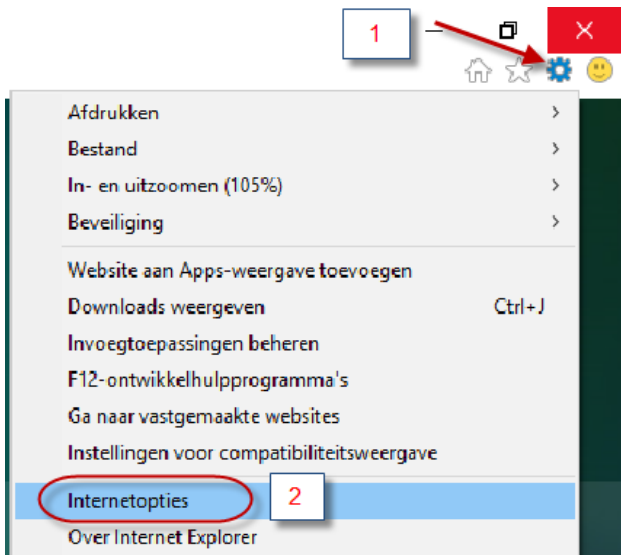 1
Afdrukken
Bestand
In- en uitzoomen (105%)
Beveiliging
Website aan Apps-weergave toevoegen
Downloads weergeven Ctrl+J
Invoegtoepassingen beheren
F12-ontwikkelhulpprogramma's
Ga naar vastgemaakte websites
Instellingen voor compatibiliteitsweergave
Internetopties 2
Over Internet Explorer